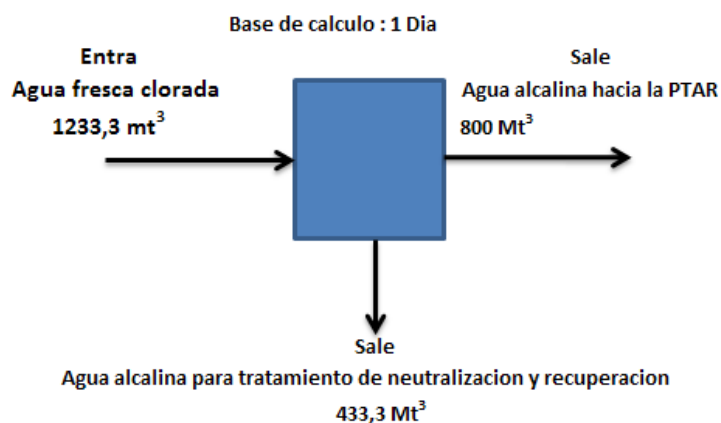 Base de calculo : 1 Dia
Entra
Agua fresca clorada
1233,3 mt³
Sale
Agua alcalina hacia la PTAR
800 Mt³
Sale
Agua alcalina para tratamiento de neutralizacion y recuperacion
433,3 Mt³